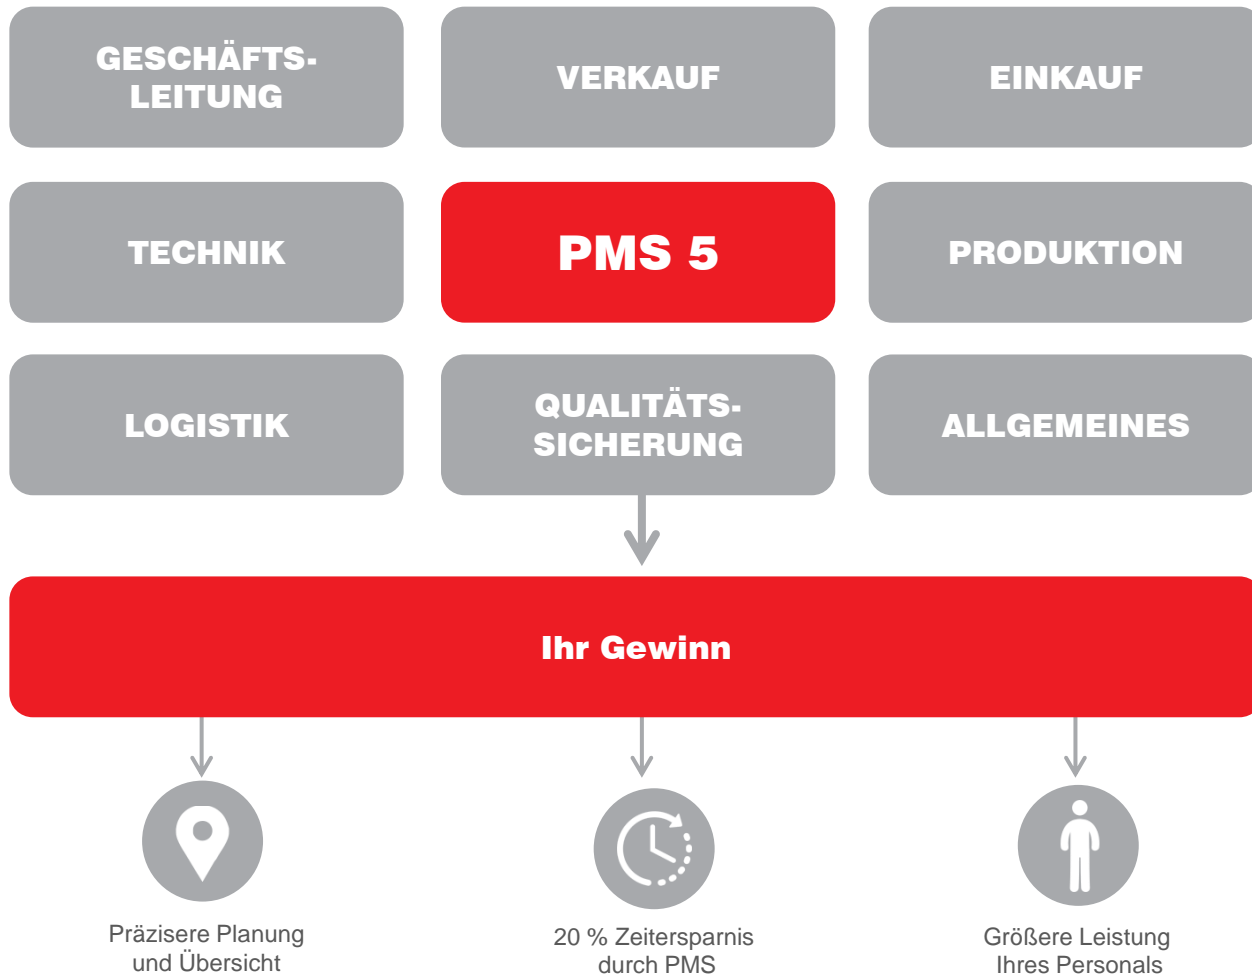 GESCHÄFTS-
LEITUNG
VERKAUF
EINKAUF
TECHNIK
PMS 5
PRODUKTION
LOGISTIK
QUALITÄTS-
SICHERUNG
ALLGEMEINES
Ihr Gewinn
Präzisere Planung
und Übersicht
20 % Zeitersparnis
durch PMS
Größere Leistung
Ihres Personals